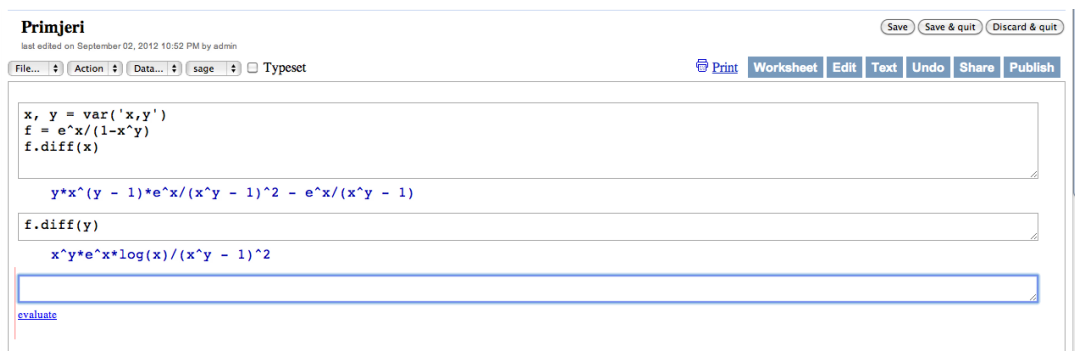 Primjeri
Save Save & quit Discard & quit
last edited on September 02, 2012 10:52 PM by admin
File... Action Data... sage Typeset Print Worksheet Edit Text Undo Share Publish
x, y = var('x,y')
f = e^x/(1-x^y)
f.diff(x)
y*x^(y - 1)*e^x/(x^y - 1)^2 - e^x/(x^y - 1)
f.diff(y)
x^y*e^x*log(x)/(x^y - 1)^2
evaluate